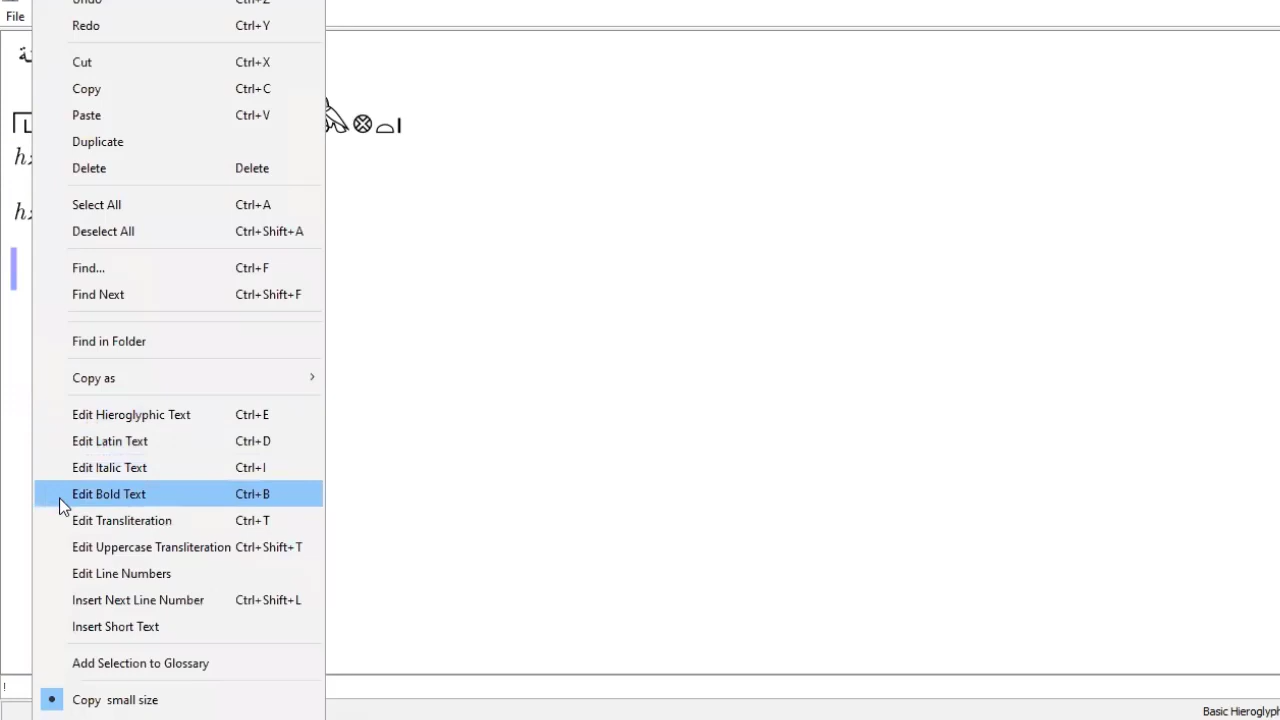 File
Undo Ctrl+Z
Redo Ctrl+Y
Cut Ctrl+X
Copy Ctrl+C
Paste Ctrl+V
Duplicate
Delete Delete
Select All Ctrl+A
Deselect All Ctrl+Shift+A
Find... Ctrl+F
Find Next Ctrl+Shift+F
Find in Folder
Copy as
Edit Hieroglyphic Text Ctrl+E
Edit Latin Text Ctrl+D
Edit Italic Text Ctrl+I
Edit Bold Text Ctrl+B
Edit Transliteration Ctrl+T
Edit Uppercase Transliteration Ctrl+Shift+T
Edit Line Numbers
Insert Next Line Number Ctrl+Shift+L
Insert Short Text
Add Selection to Glossary
Copy small size
!
Basic Hieroglyph